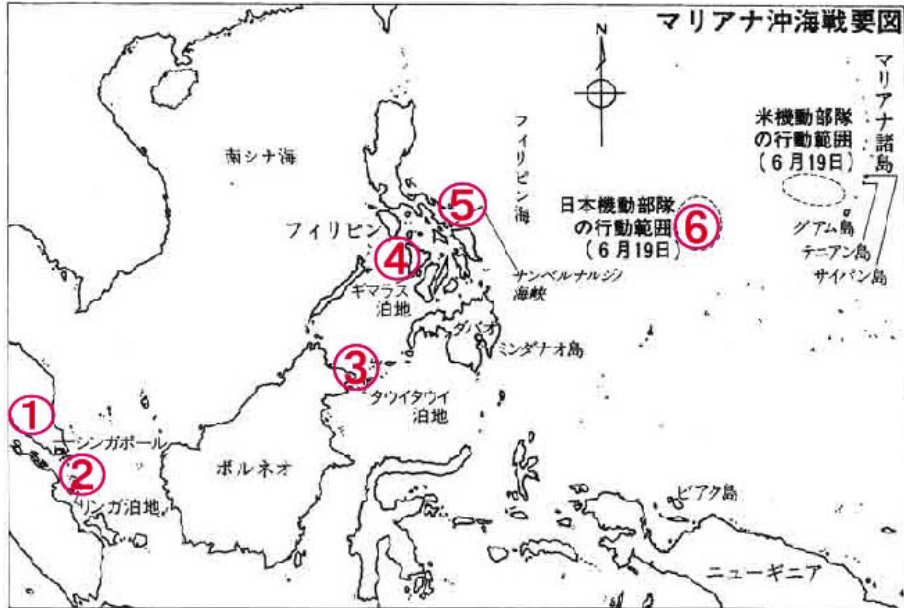 マリアナ沖海戦要図
N
マリアナ諸島
米機動部隊
の行動範囲
(6月19日)
フィリピン海
南シナ海
⑤
日本機動部隊
の行動範囲
(6月19日)
⑥
グアム島
テニアン島
サイパン島
フィリピン
④
サンベルナルジノ
海峡
ギマラス
泊地
ダバオ
ミンダナオ島
③
タウイタウイ
泊地
①
シンガポール
②
リンガ泊地
ボルネオ
ビアク島
ニューギニア